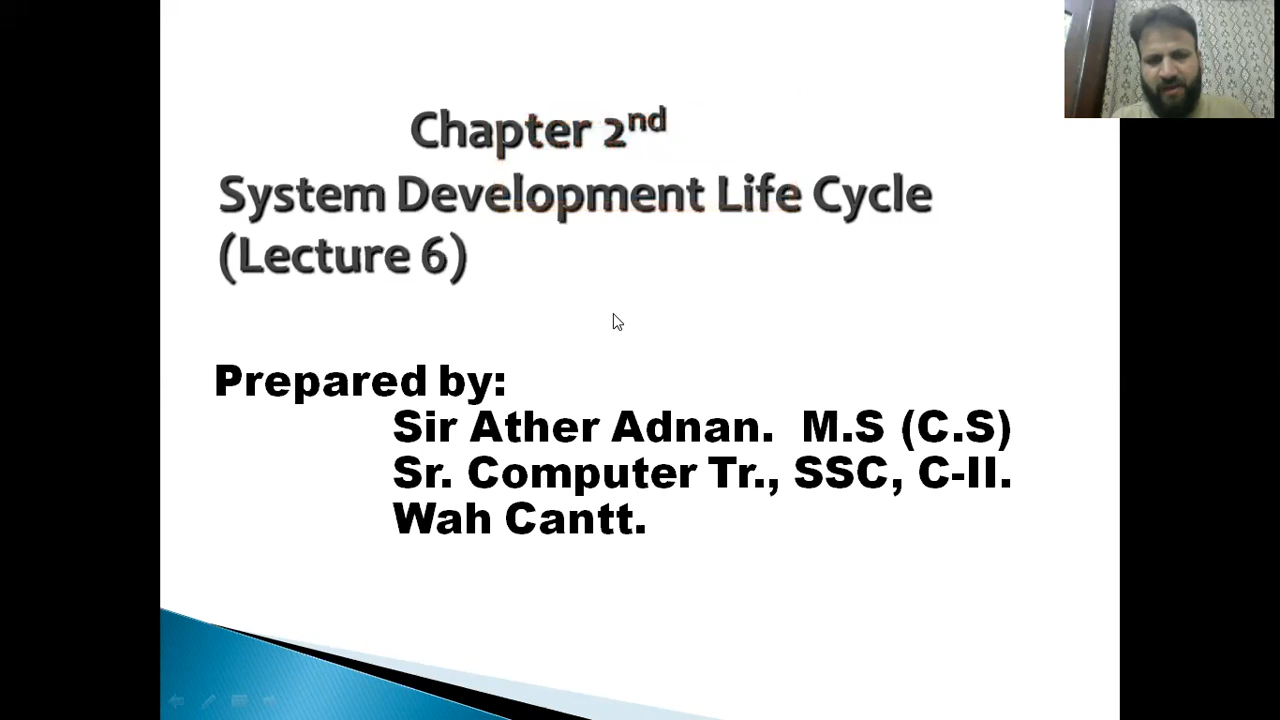 Chapter 2nd
System Development Life Cycle
(Lecture 6)
Prepared by:
Sir Ather Adnan. M.S (C.S)
Sr. Computer Tr., SSC, C-II.
Wah Cantt.